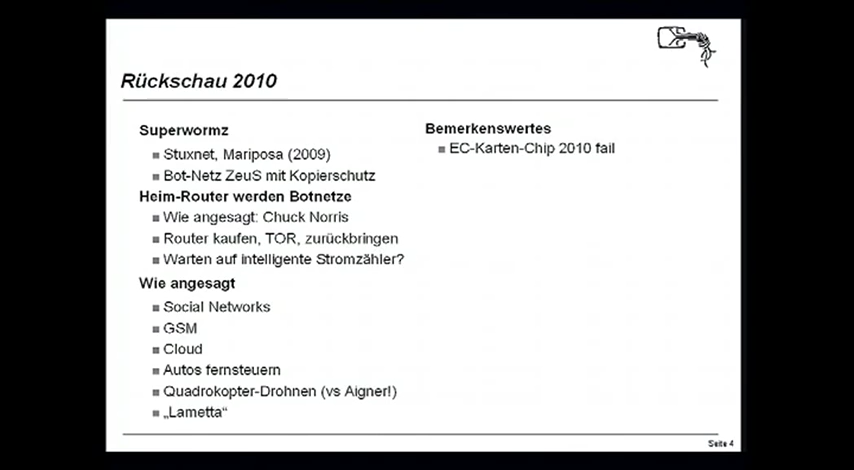 Rückschau 2010
Superwormz
Stuxnet, Mariposa (2009)
Bot-Netz ZeuS mit Kopierschutz
Heim-Router werden Botnetze
Wie angesagt: Chuck Norris
Router kaufen, TOR, zurückbringen
Warten auf intelligente Stromzähler?
Wie angesagt
Social Networks
GSM
Cloud
Autos fernsteuern
Quadrokopter-Drohnen (vs Aigner!)
„Lametta“
Bemerkenswertes
EC-Karten-Chip 2010 fail
Seite 4